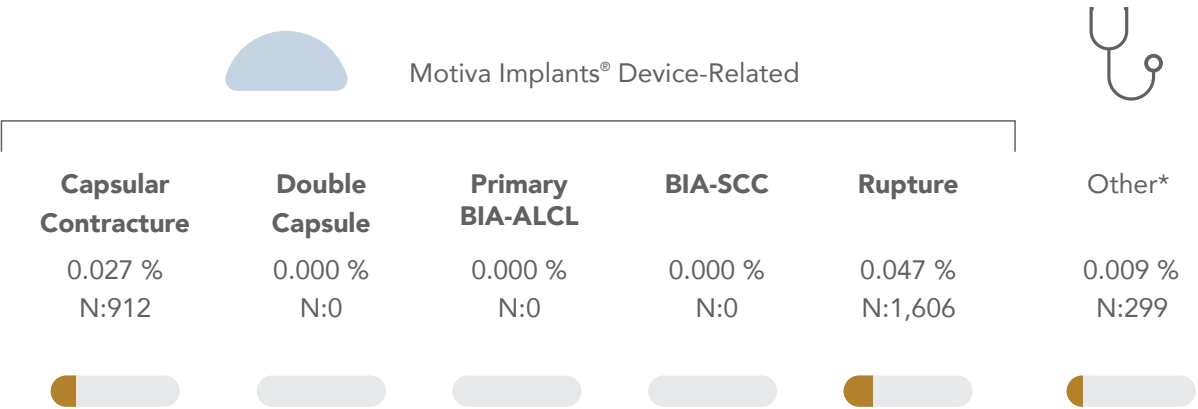 Motiva Implants® Device-Related
Capsular
Contracture
0.027 %
N:912
Double
Capsule
0.000 %
N:0
Primary
BIA-ALCL
0.000 %
N:0
BIA-SCC
0.000 %
N:0
Rupture
0.047 %
N:1,606
Other*
0.009 %
N:299